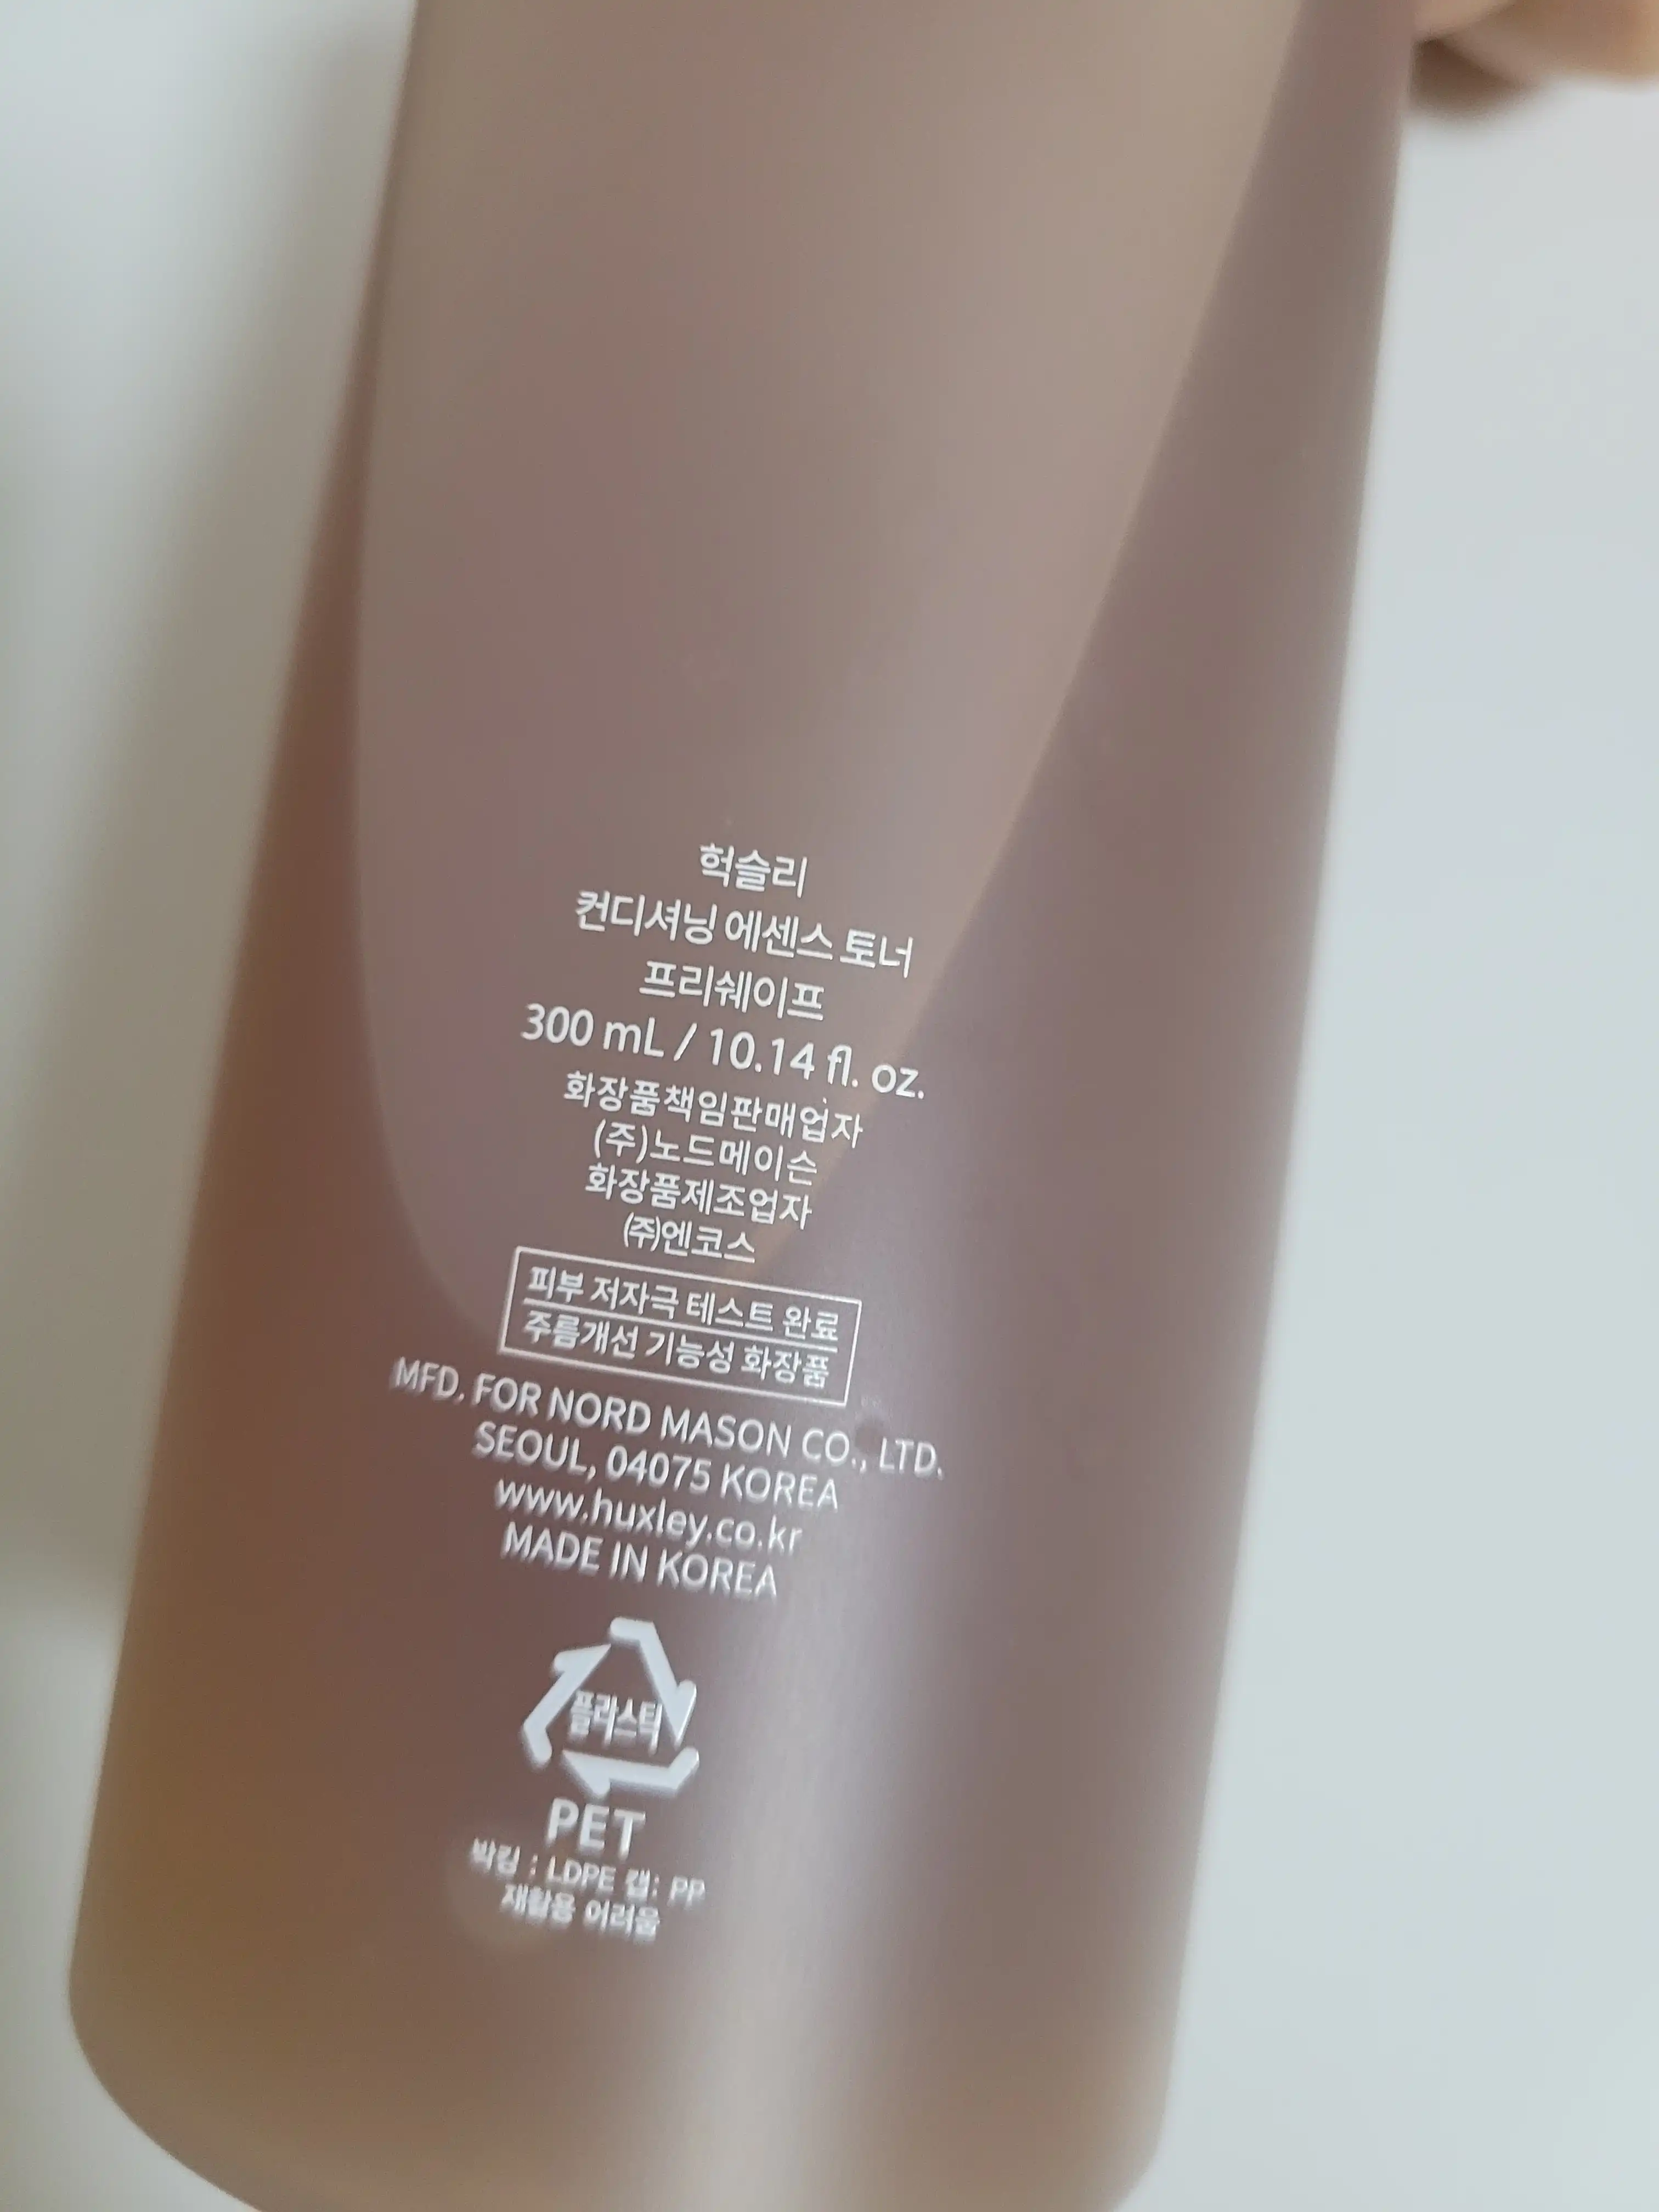 헉슬리
컨디셔닝 에센스 토너
프리쉐이프
300 mL / 10.14 fl. oz.
화장품책임판매업자
(주)노드메이슨
화장품제조업자
㈜엔코스
피부 저자극 테스트 완료
주름개선 기능성 화장품
MFD. FOR NORD MASON CO., LTD.
SEOUL, 04075 KOREA
www.huxley.co.kr
MADE IN KOREA
플라스틱
PET
박킹 : LDPE 캡: PP
재활용 어려움